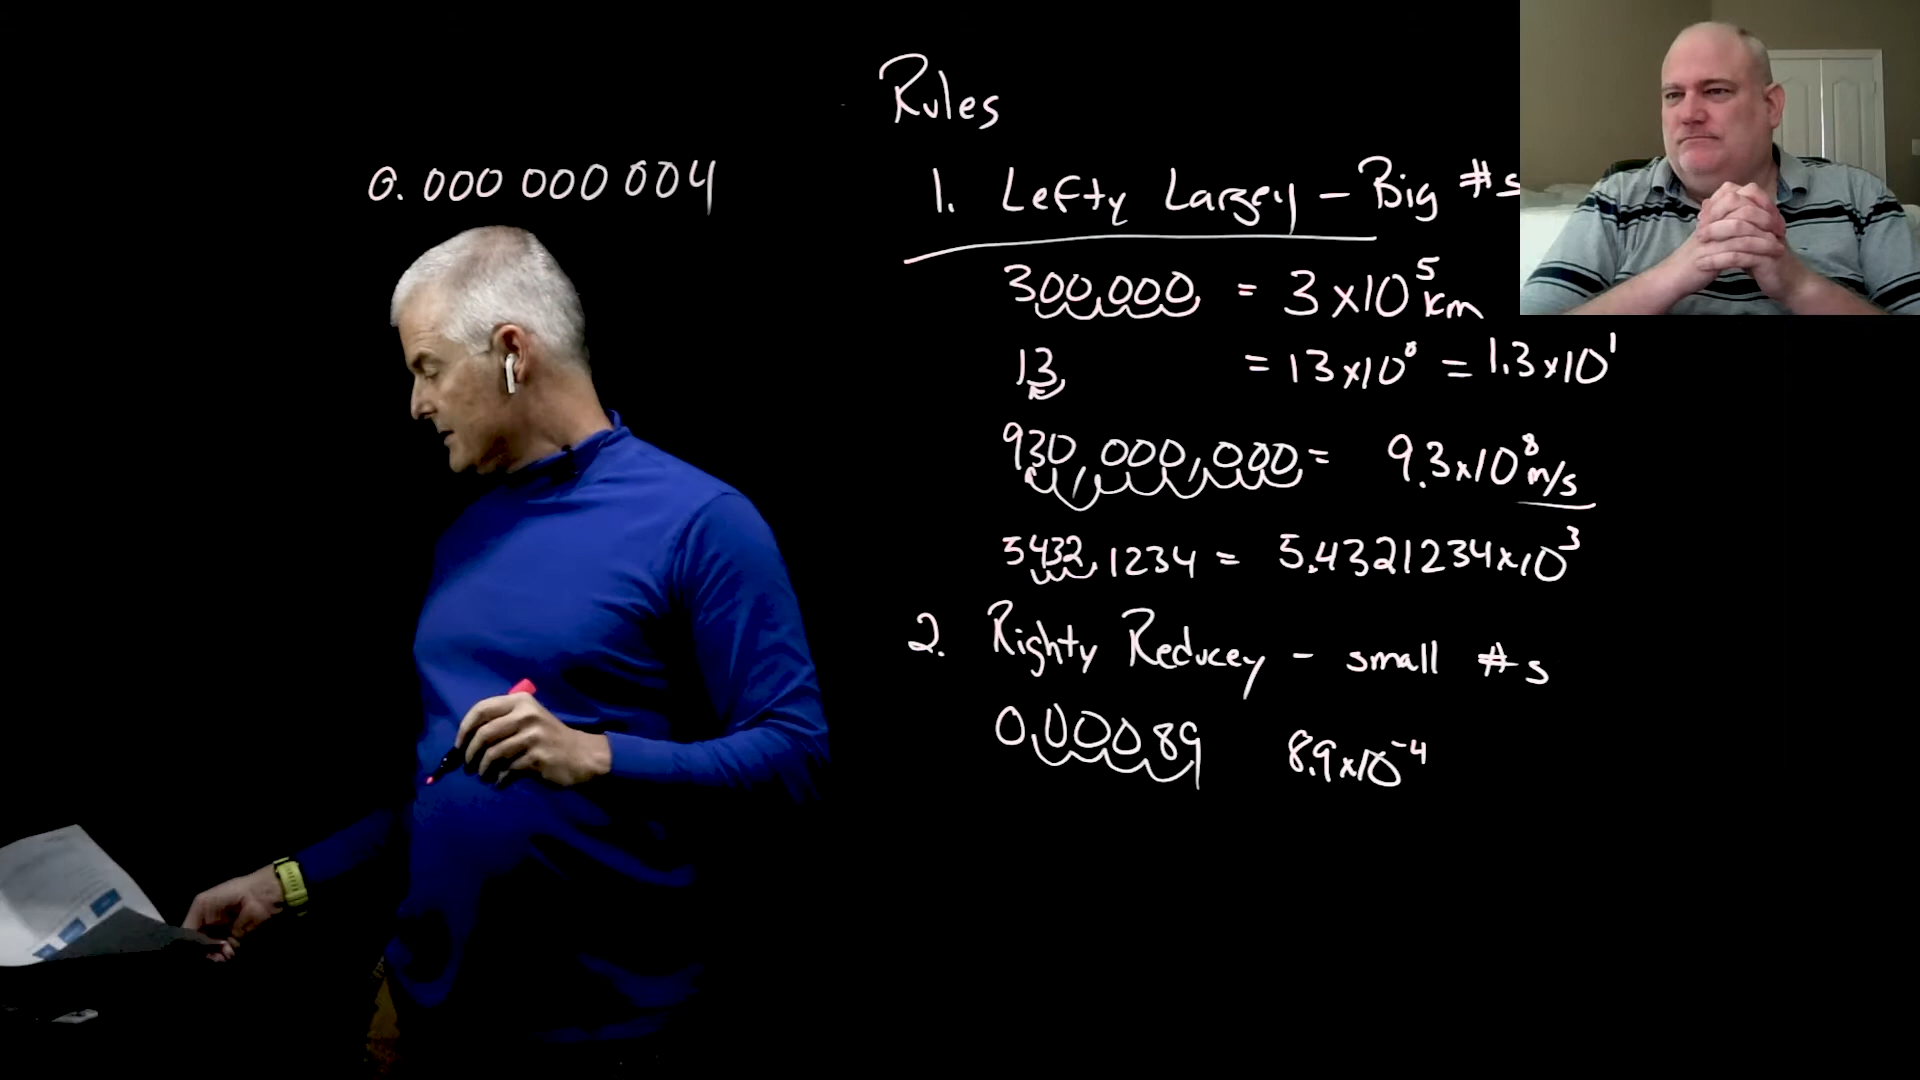 0.000 000 004
Rules
1. Lefty Largey - Big #s
300,000 = 3x10⁵ km
13 = 13x10⁰ = 1.3x10¹
930,000,000 = 9.3x10⁸ m/s
5432.1234 = 5.4321234x10³
2. Righty Reducey - small #s
0.00089 8.9x10⁻⁴